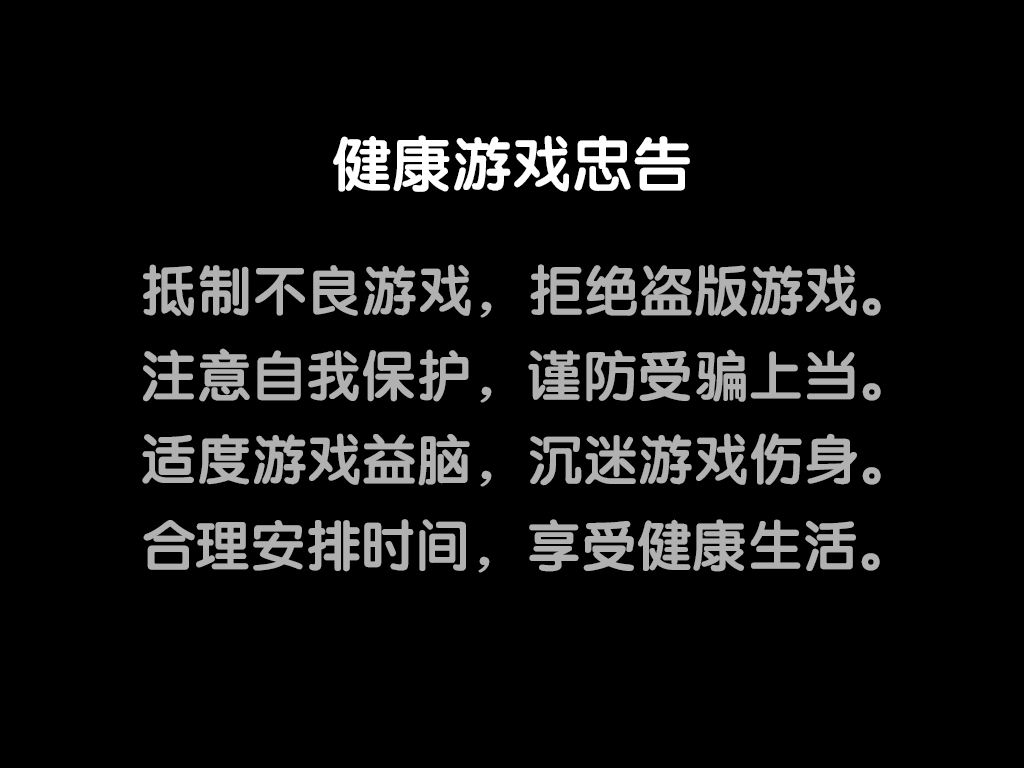 健康游戏忠告
抵制不良游戏，拒绝盗版游戏。
注意自我保护，谨防受骗上当。
适度游戏益脑，沉迷游戏伤身。
合理安排时间，享受健康生活。